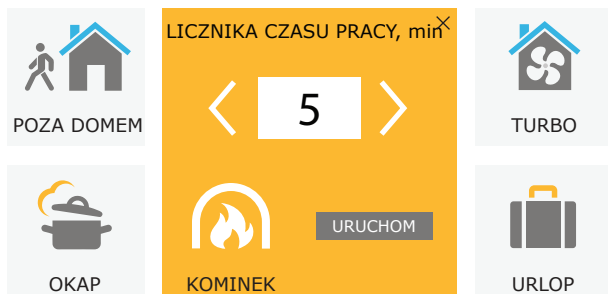 LICZNIKA CZASU PRACY, min
5
POZA DOMEM
TURBO
URUCHOM
OKAP
KOMINEK
URLOP